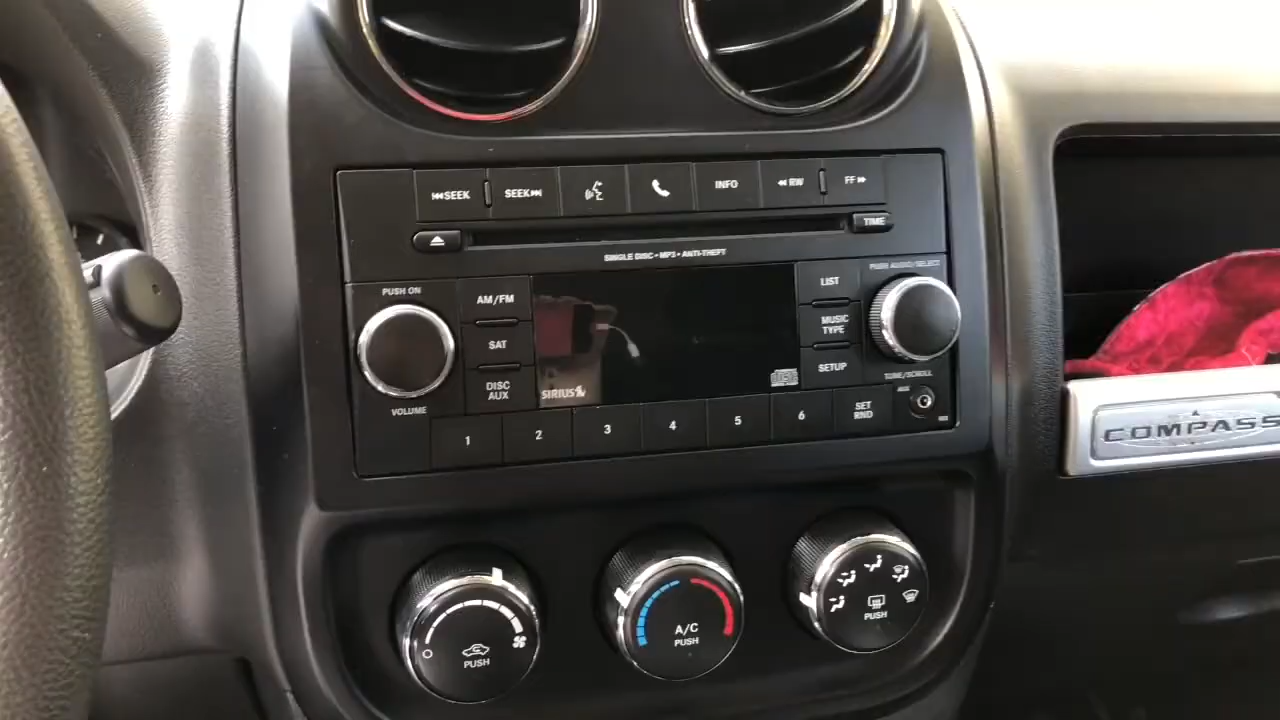 SEEK
SEEK
INFO
RW
FF
TIME
SINGLE DISC • MP3 • ANTI-THEFT
PUSH ON
VOLUME
AM/FM
SAT
DISC
AUX
SIRIUS
LIST
MUSIC
TYPE
SETUP
PUSH AUDIO/SELECT
TUNE/SCROLL
AUX
1
2
3
4
5
6
SET
RND
COMPASS
PUSH
A/C
PUSH
PUSH